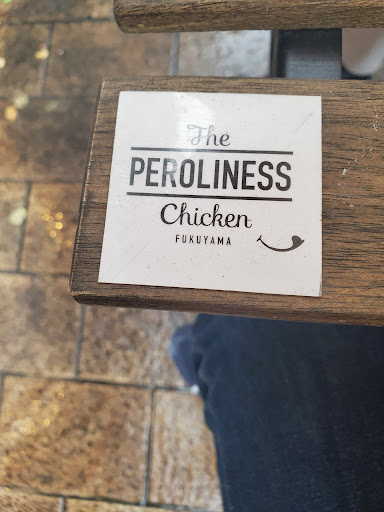 The
PEROLINESS
Chicken
FUKUYAMA